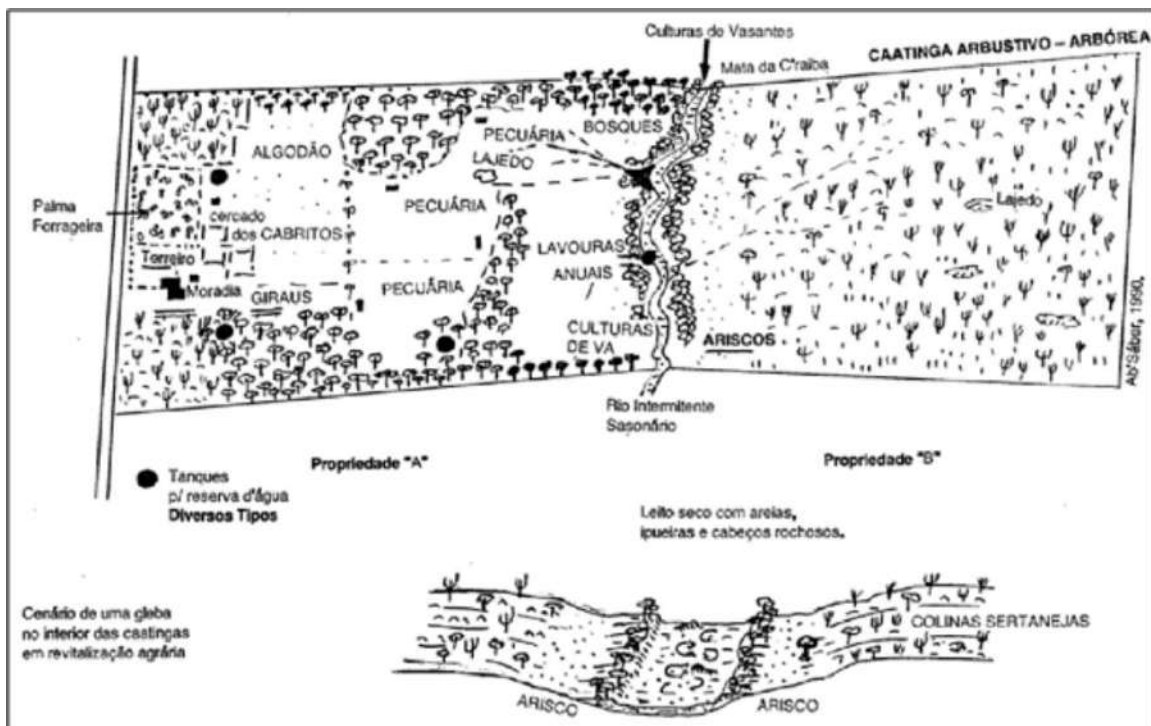 Culturas de Vasantes
CAATINGA ARBUSTIVO – ARBÓREA
Mata da C'raiba
PECUÁRIA
BOSQUES
ALGODÃO
LAJEDO
Palma
Forrageira
PECUÁRIA
Lajedo
cercado
dos CABRITOS
Terreiro
LAVOURAS
ANUAIS /
Moradia
GIRAUS
PECUÁRIA
CULTURAS
DE VA
ARISCOS
Ab'Sáber, 1990.
Rio Intermitente
Sasonário
Propriedade "A"
Propriedade "B"
Tanques
p/ reserva d'água
Diversos Tipos
Leito seco com areias,
ipueiras e cabeços rochosos.
Cenário de uma gleba
no interior das caatingas
em revitalização agrária
COLINAS SERTANEJAS
ARISCO
ARISCO